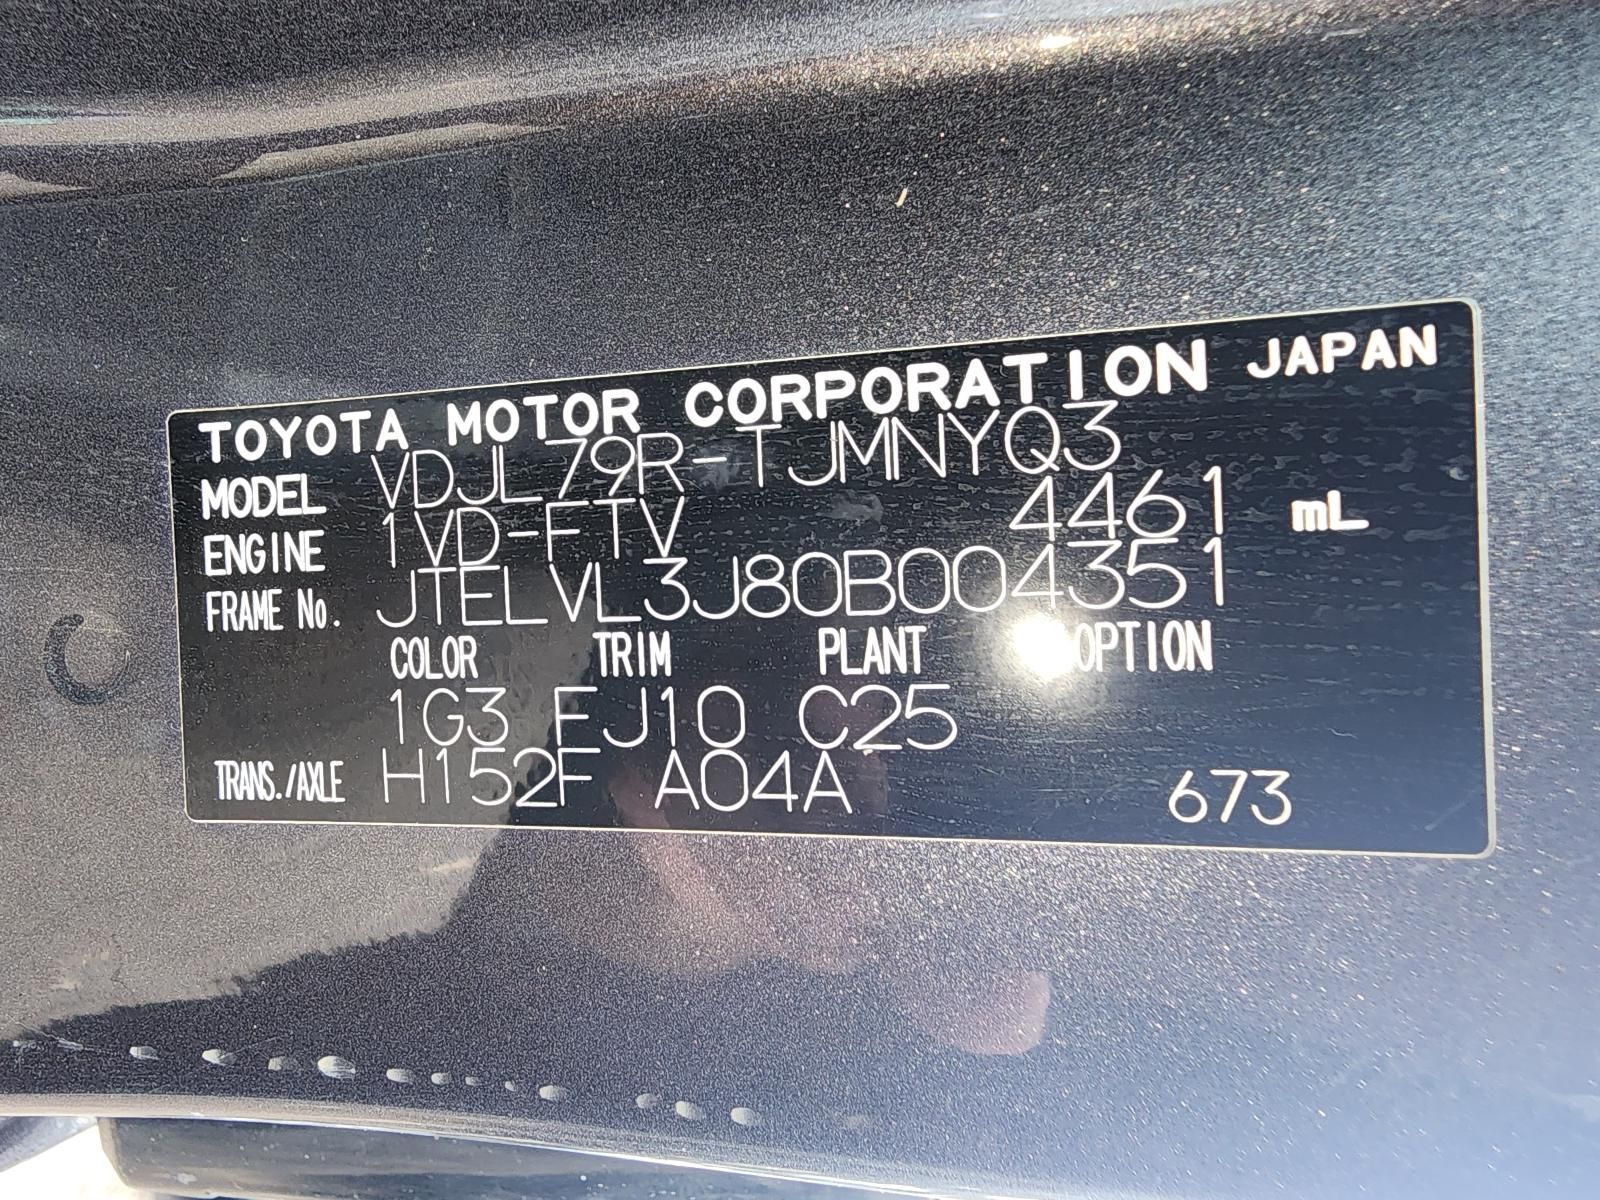 TOYOTA MOTOR CORPORATION JAPAN
MODEL VDJL79R-TJMNYQ3
ENGINE 1VD-FTV 4461 mL
FRAME No. JTELVL3J80B004351
COLOR TRIM PLANT OPTION
1G3 FJ10 C25
TRANS./AXLE H152F A04A 673